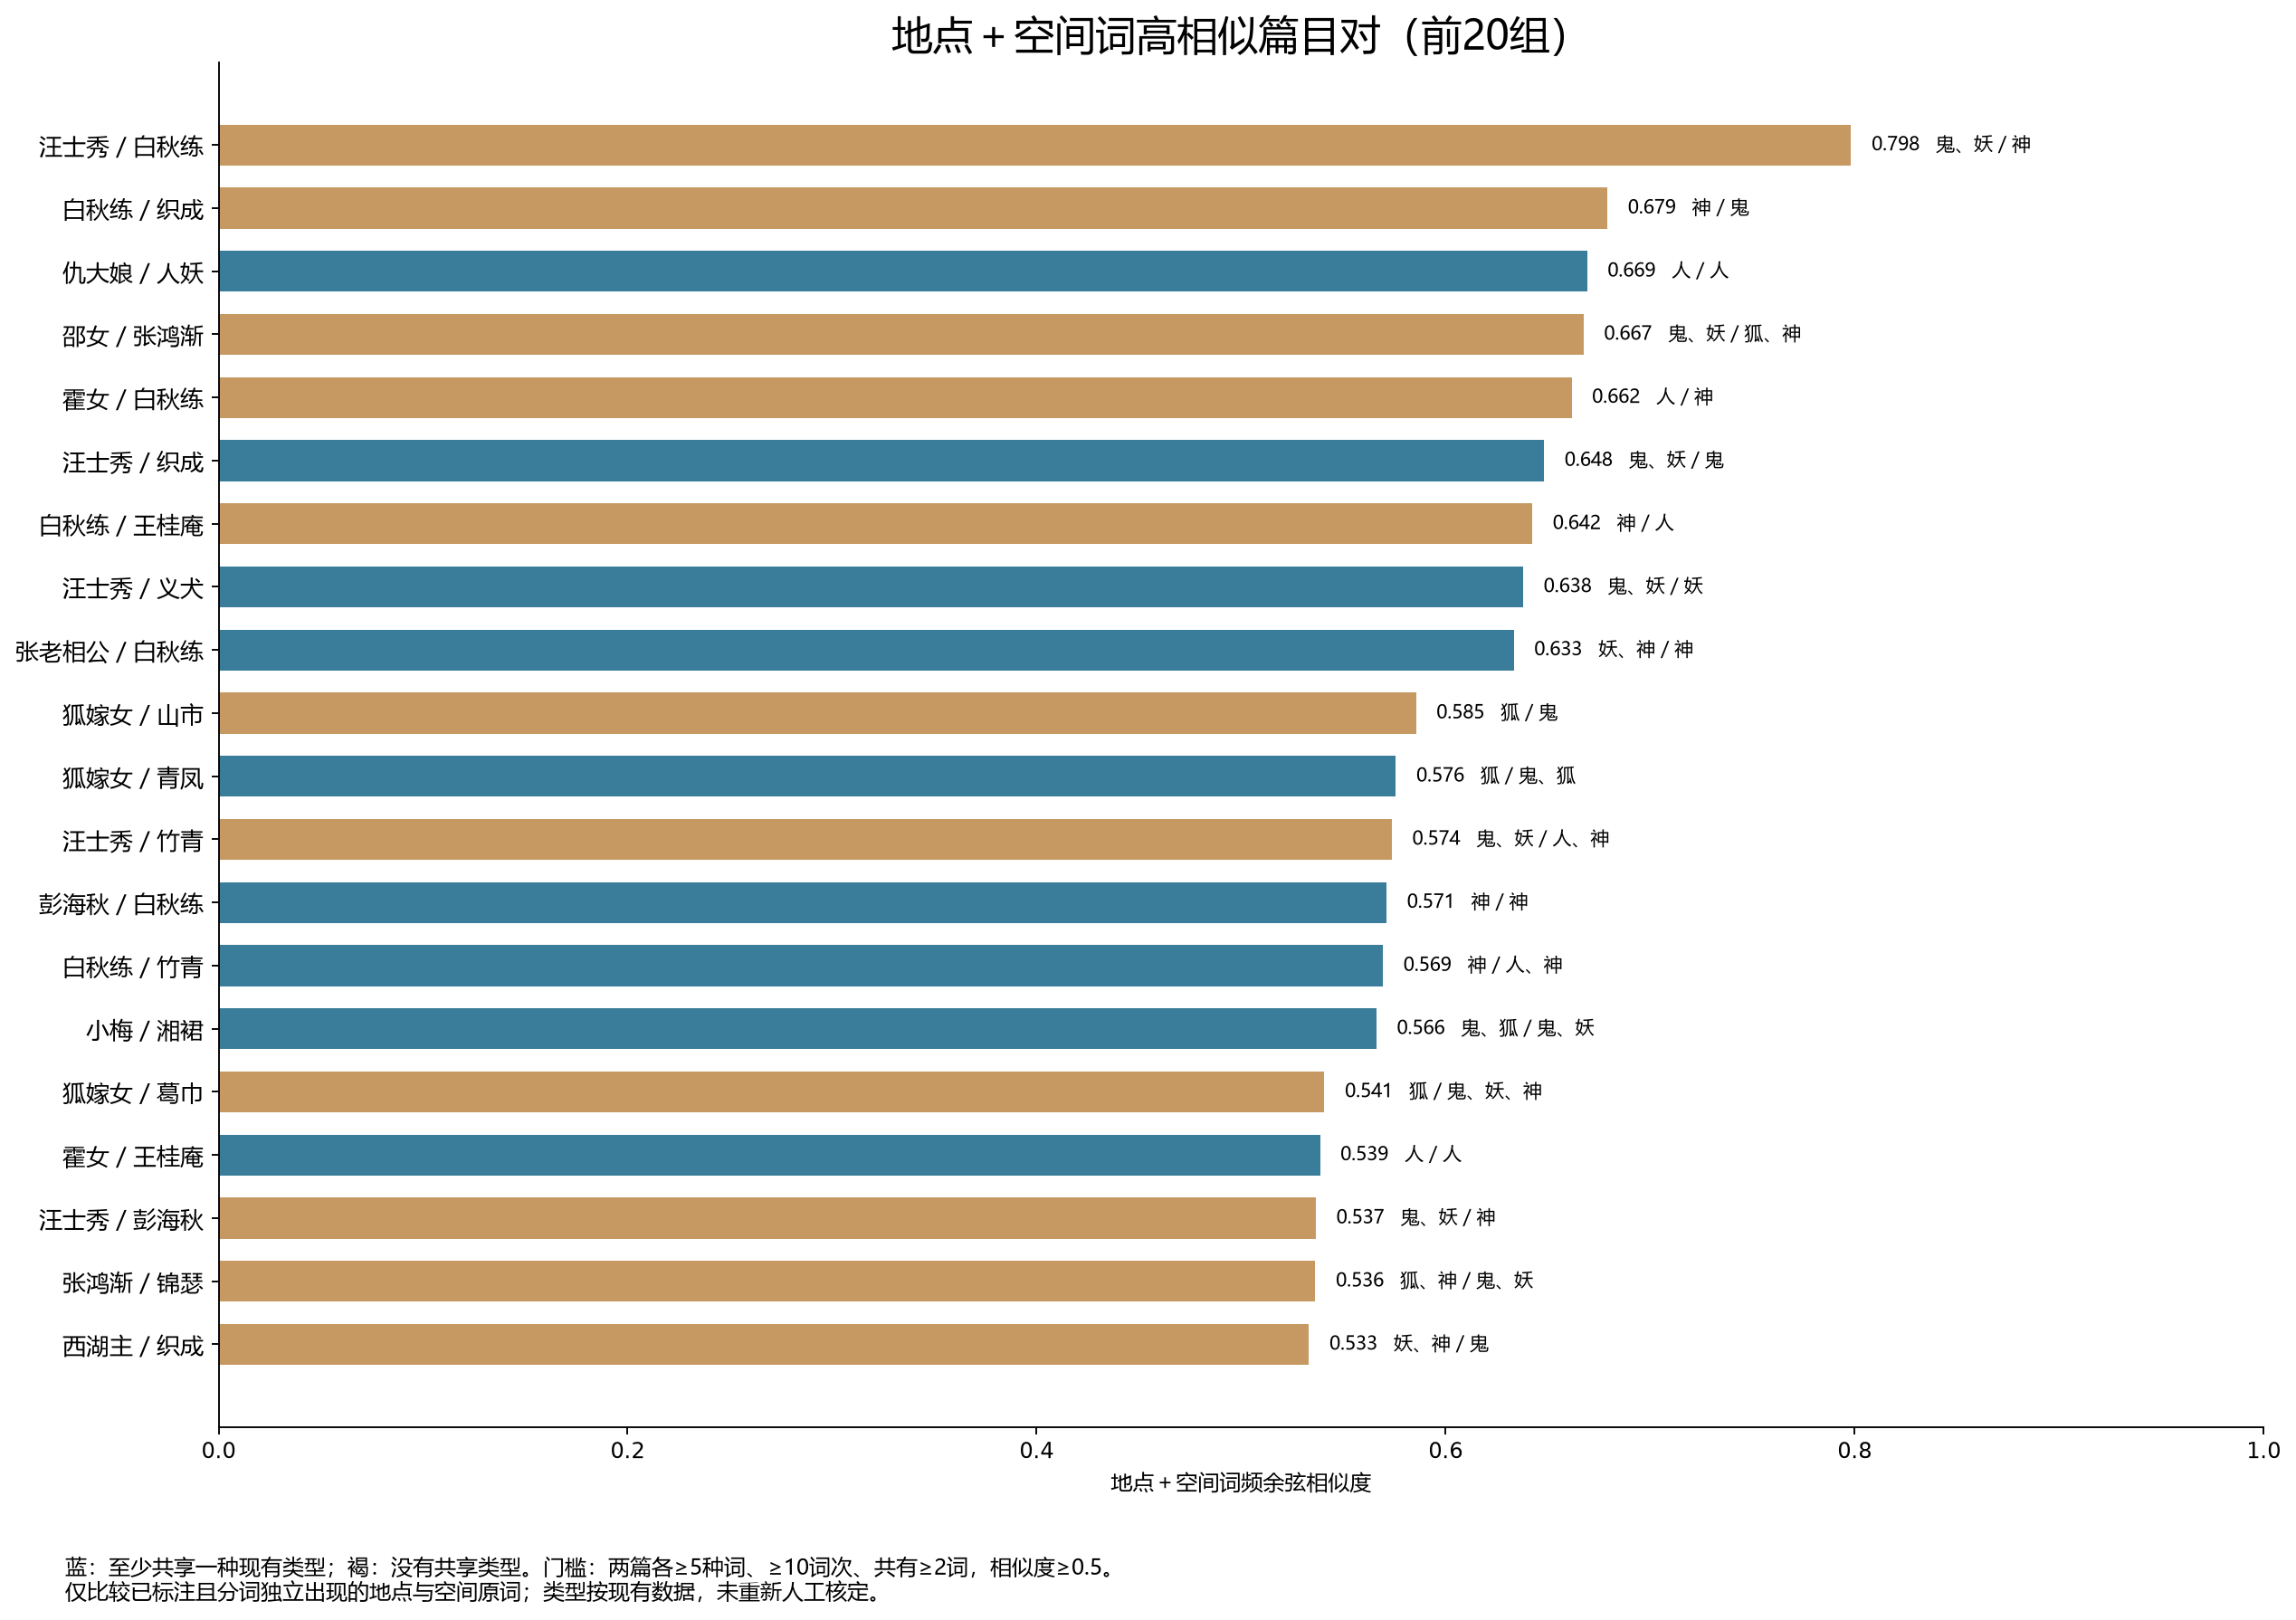 地点＋空间词高相似篇目对（前20组）
汪士秀 / 白秋练 0.798 鬼、妖 / 神
白秋练 / 织成 0.679 神 / 鬼
仇大娘 / 人妖 0.669 人 / 人
邵女 / 张鸿渐 0.667 鬼、妖 / 狐、神
霍女 / 白秋练 0.662 人 / 神
汪士秀 / 织成 0.648 鬼、妖 / 鬼
白秋练 / 王桂庵 0.642 神 / 人
汪士秀 / 义犬 0.638 鬼、妖 / 妖
张老相公 / 白秋练 0.633 妖、神 / 神
狐嫁女 / 山市 0.585 狐 / 鬼
狐嫁女 / 青凤 0.576 狐 / 鬼、狐
汪士秀 / 竹青 0.574 鬼、妖 / 人、神
彭海秋 / 白秋练 0.571 神 / 神
白秋练 / 竹青 0.569 神 / 人、神
小梅 / 湘裙 0.566 鬼、狐 / 鬼、妖
狐嫁女 / 葛巾 0.541 狐 / 鬼、妖、神
霍女 / 王桂庵 0.539 人 / 人
汪士秀 / 彭海秋 0.537 鬼、妖 / 神
张鸿渐 / 锦瑟 0.536 狐、神 / 鬼、妖
西湖主 / 织成 0.533 妖、神 / 鬼
0.0 0.2 0.4 0.6 0.8 1.0
地点＋空间词频余弦相似度
蓝：至少共享一种现有类型；褐：没有共享类型。门槛：两篇各≥5种词、≥10词次、共有≥2词，相似度≥0.5。
仅比较已标注且分词独立出现的地点与空间原词；类型按现有数据，未重新人工核定。